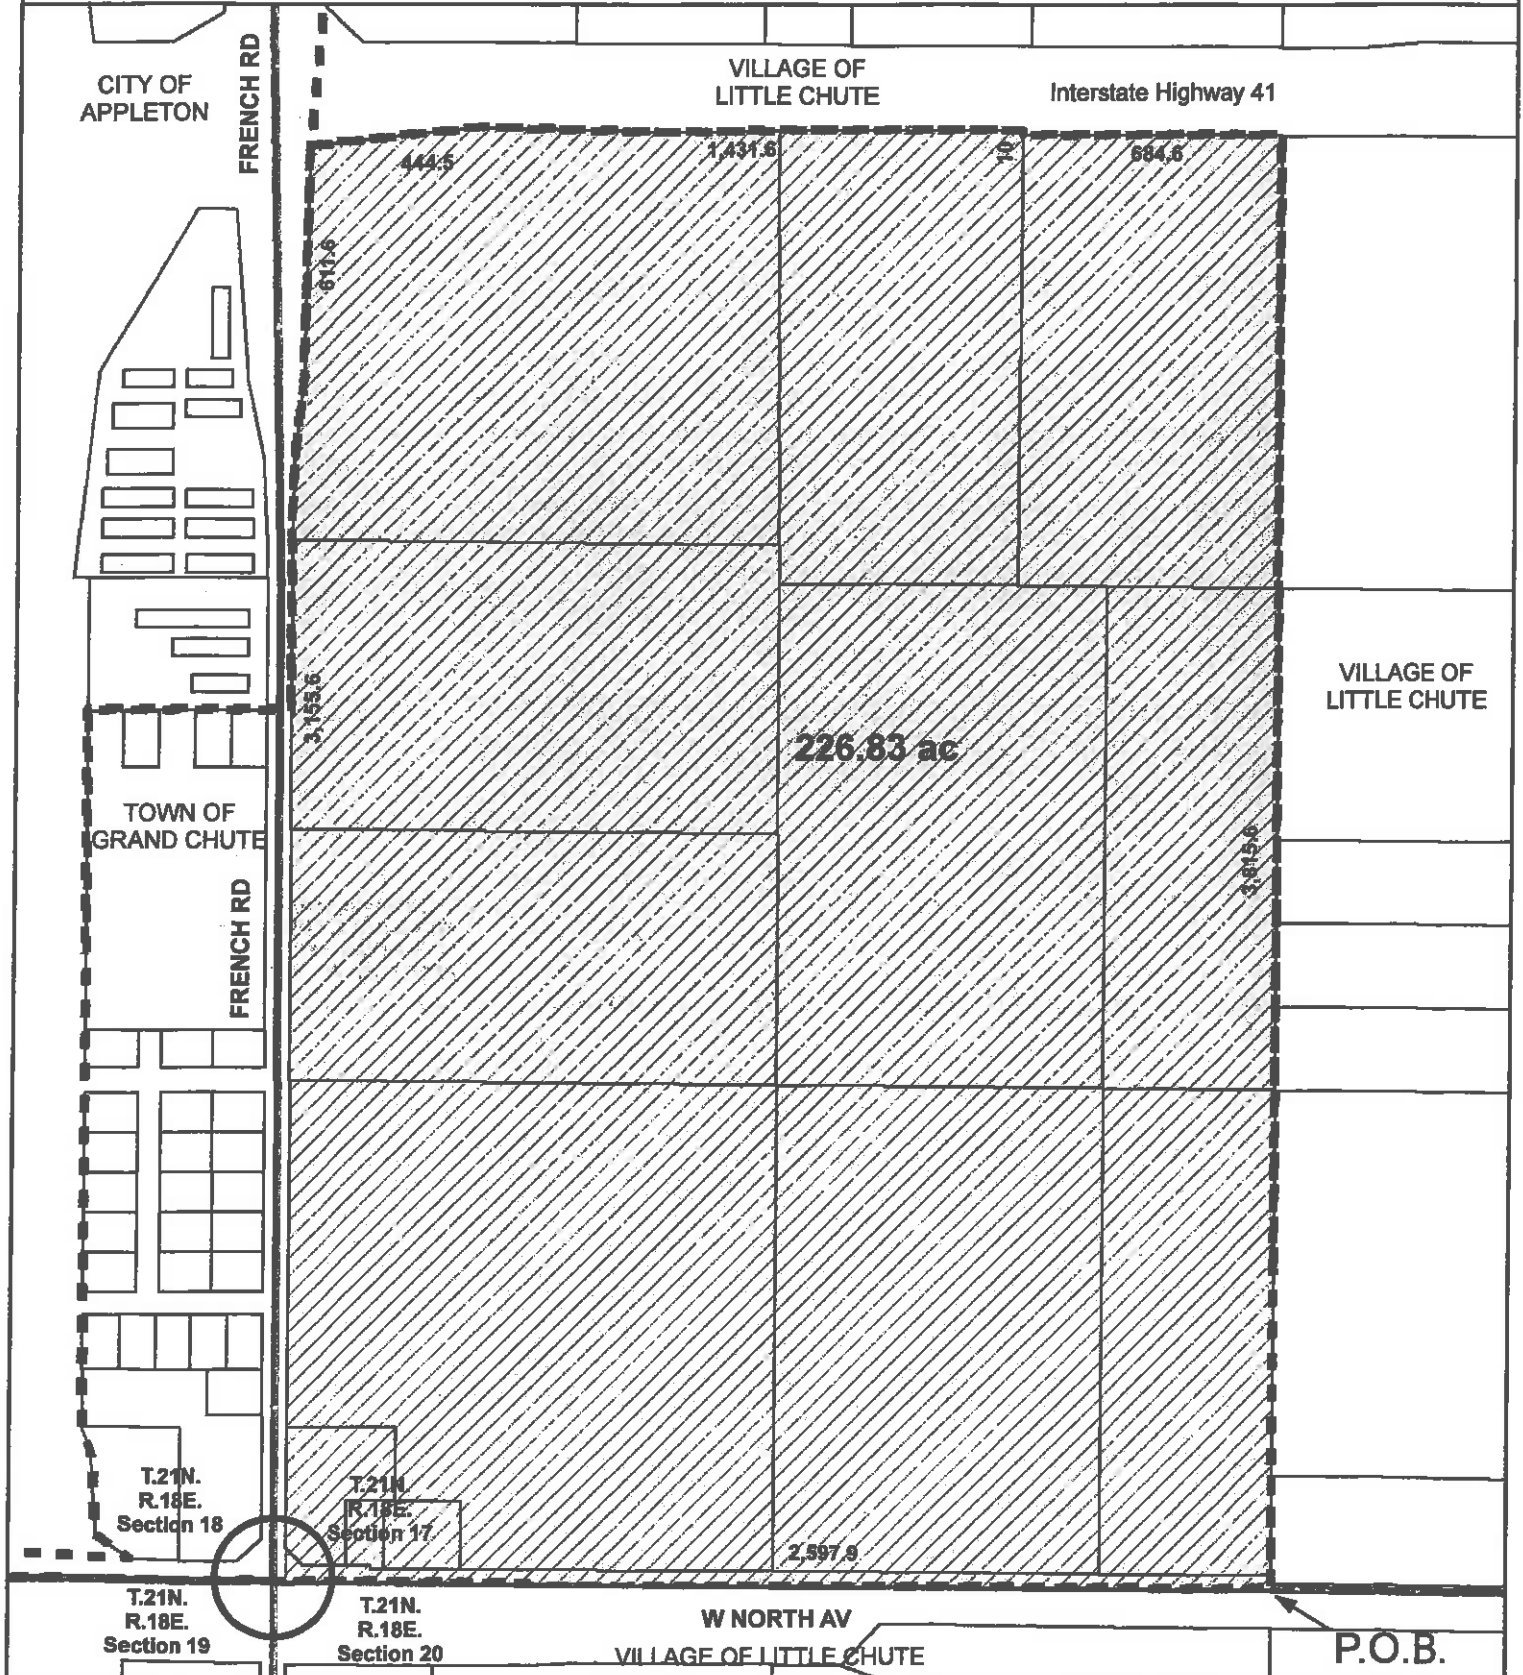 CITY OF
APPLETON
FRENCH RD
VILLAGE OF
LITTLE CHUTE
Interstate Highway 41
444.5
1,431.6
10
684.6
611.6
3,155.6
226.83 ac
VILLAGE OF
LITTLE CHUTE
TOWN OF
GRAND CHUTE
FRENCH RD
3,815.6
T.21N.
R.18E.
Section 18
T.21N.
R.18E.
Section 17
2,597.9
T.21N.
R.18E.
Section 19
T.21N.
R.18E.
Section 20
W NORTH AV
VILLAGE OF LITTLE CHUTE
P.O.B.